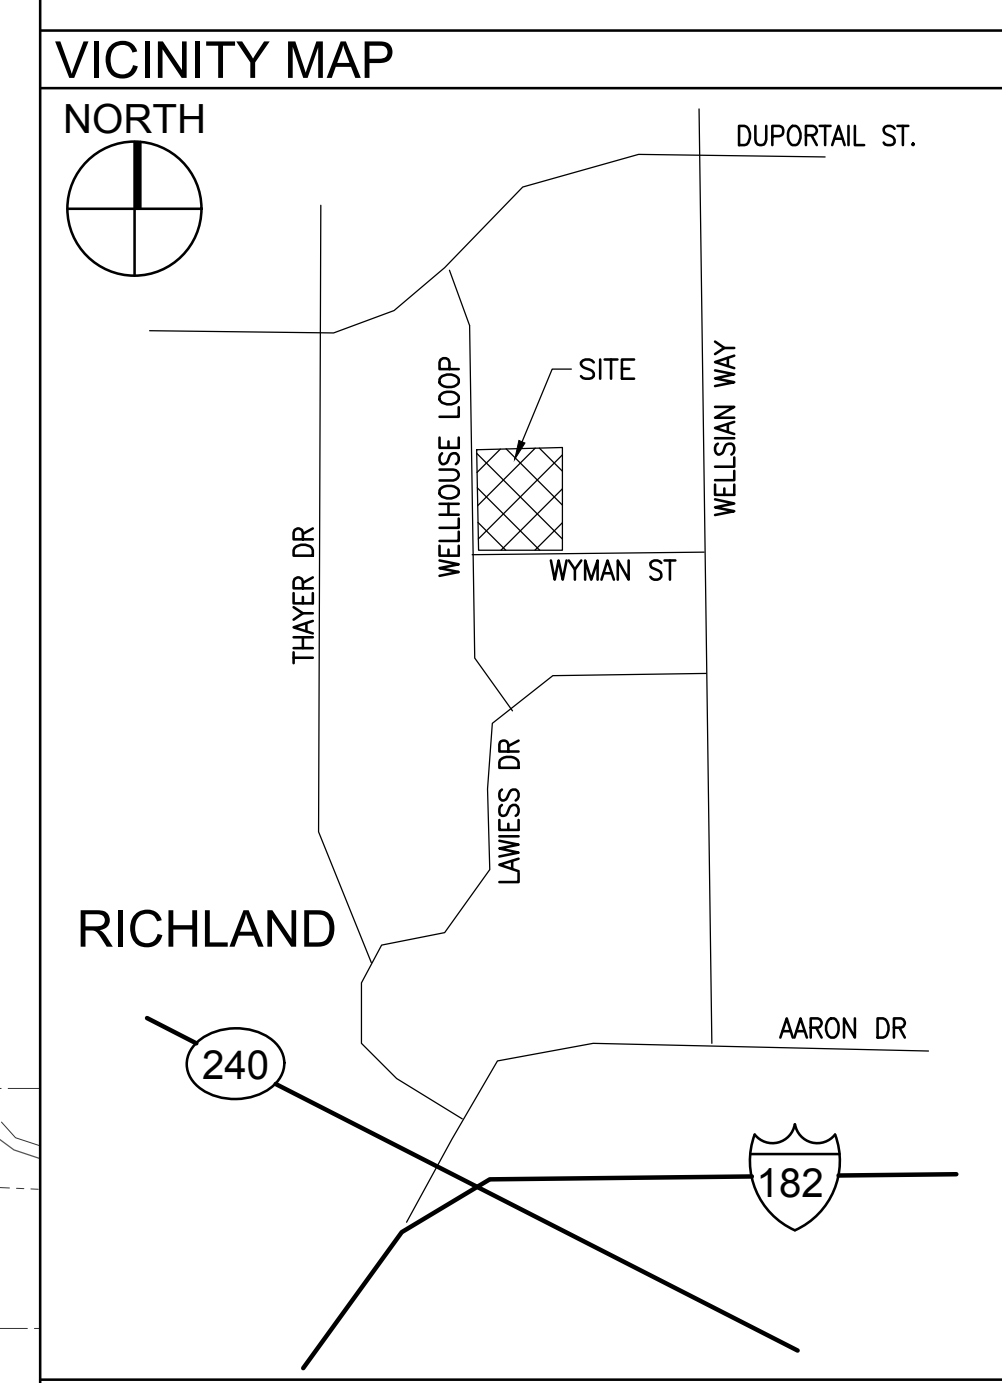 VICINITY MAP
NORTH
DUPORTAIL ST.
SITE
WELLHOUSE LOOP
WELLSIAN WAY
THAYER DR
WYMAN ST
LAWIESS DR
RICHLAND
AARON DR
240
182